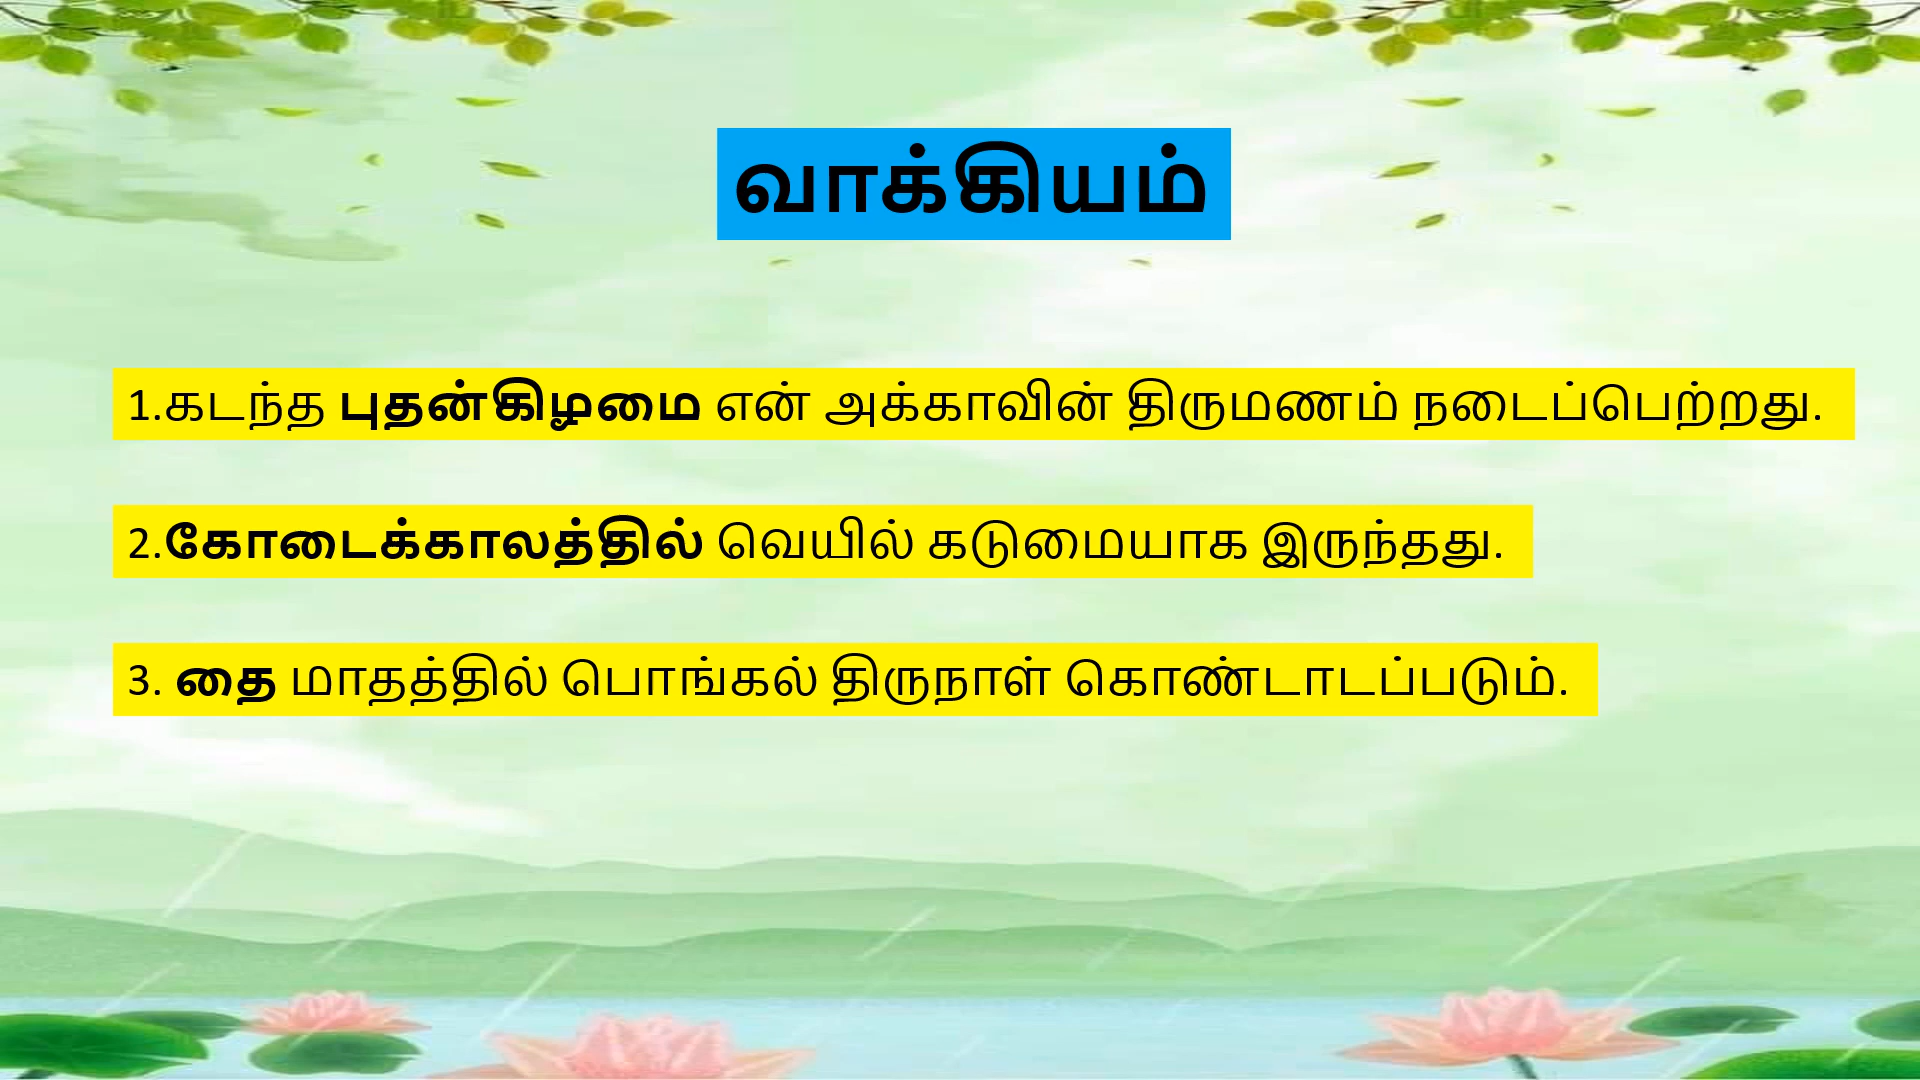 வாக்கியம்
1.கடந்த புதன்கிழமை என் அக்காவின் திருமணம் நடைப்பெற்றது.
2.கோடைக்காலத்தில் வெயில் கடுமையாக இருந்தது.
3. தை மாதத்தில் பொங்கல் திருநாள் கொண்டாடப்படும்.